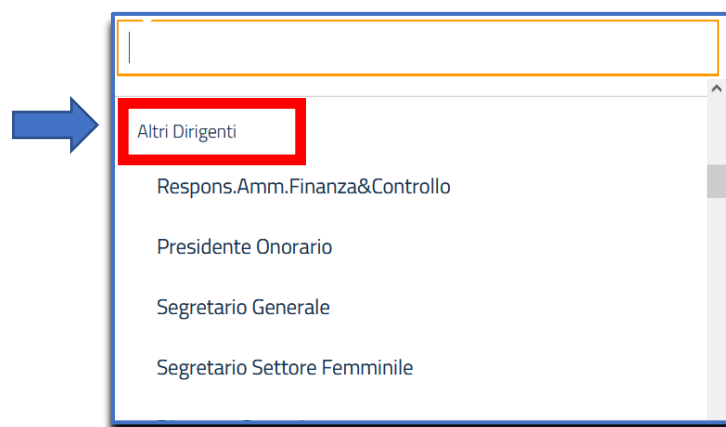 Altri Dirigenti
Respons.Amm.Finanza&Controllo
Presidente Onorario
Segretario Generale
Segretario Settore Femminile